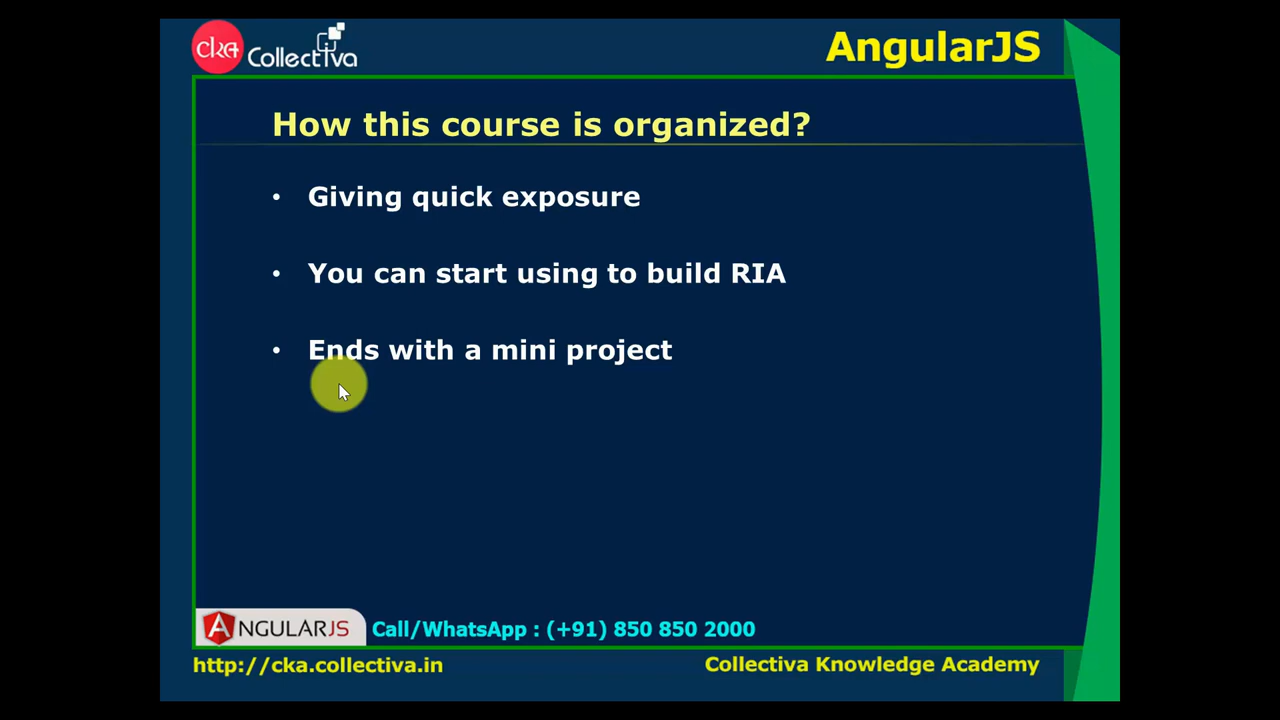 cka Collectiva
AngularJS
How this course is organized?
• Giving quick exposure
• You can start using to build RIA
• Ends with a mini project
ANGULARJS
Call/WhatsApp : (+91) 850 850 2000
http://cka.collectiva.in
Collectiva Knowledge Academy